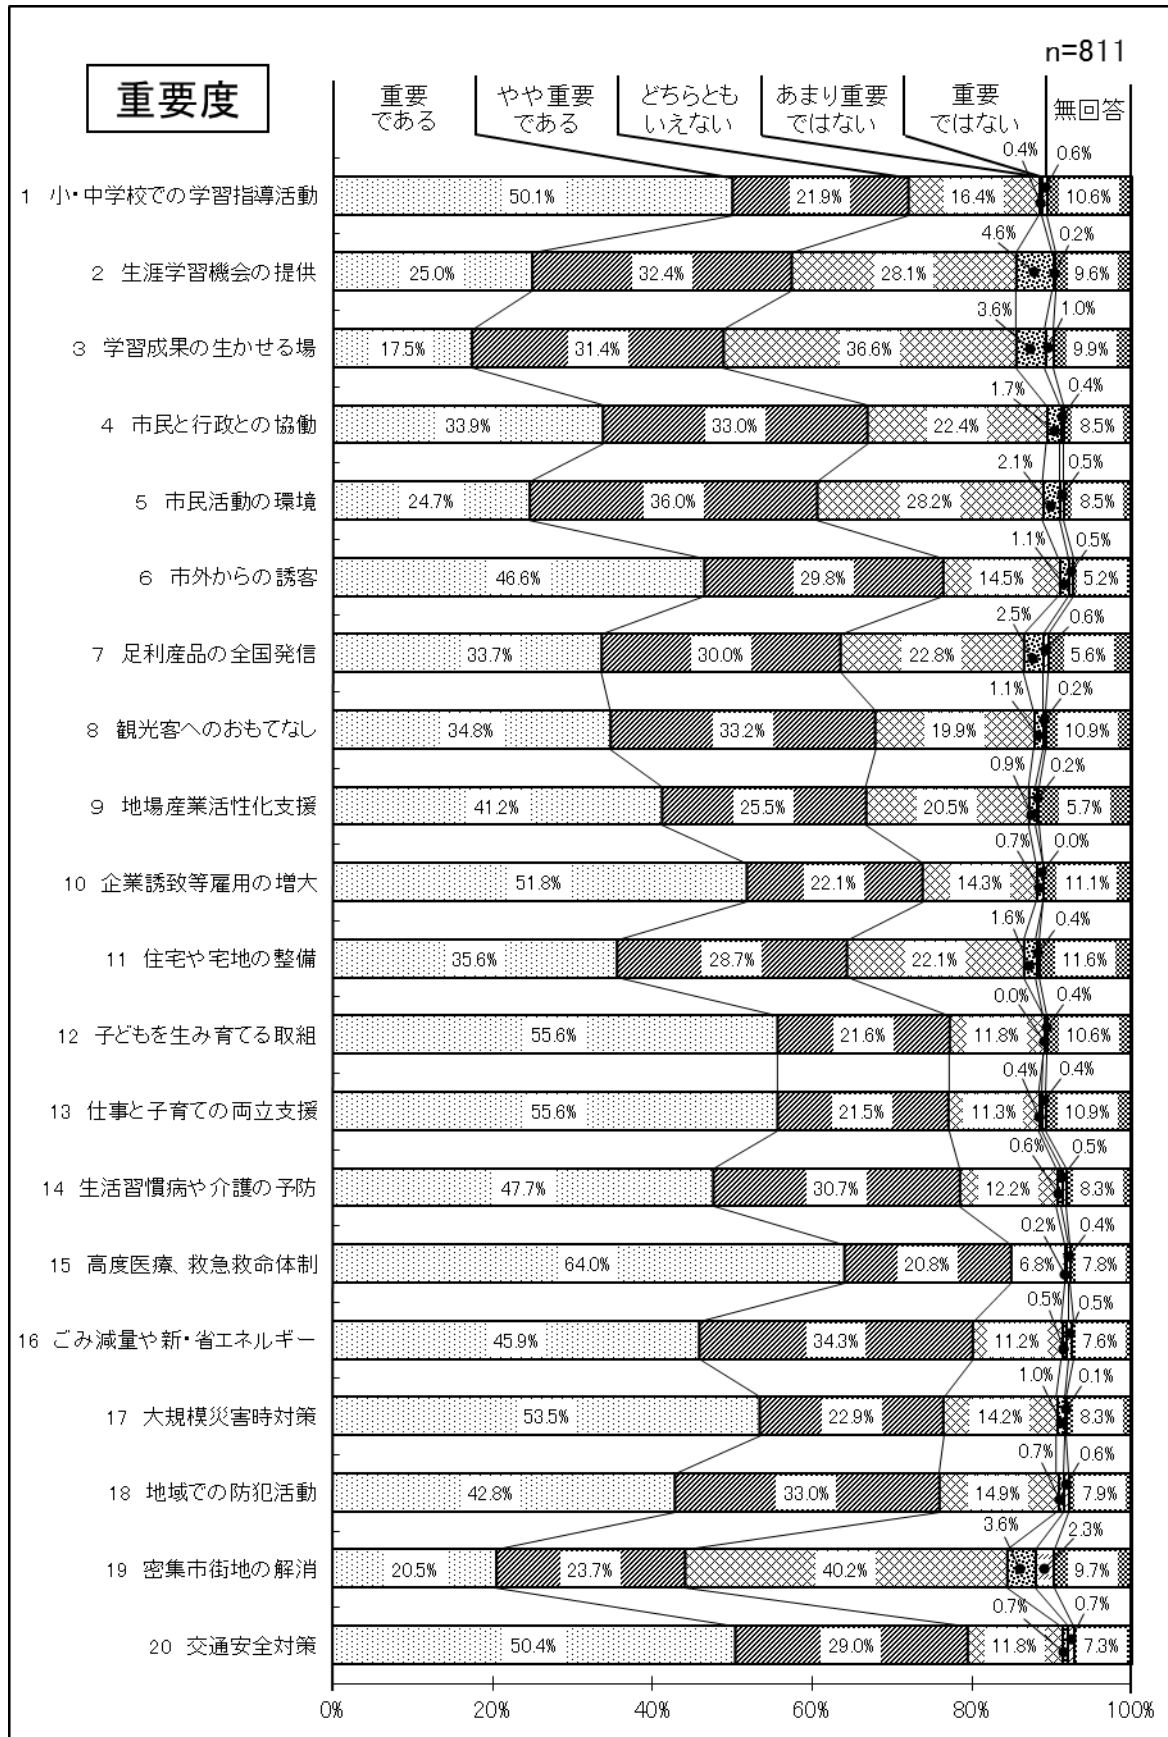 n=811
重要度
重要
である
やや重要
である
どちらとも
いえない
あまり重要
ではない
重要
ではない
無回答
0.4% 0.6%
1 小・中学校での学習指導活動 50.1% 21.9% 16.4% 10.6%
4.6% 0.2%
2 生涯学習機会の提供 25.0% 32.4% 28.1% 9.6%
3.6% 1.0%
3 学習成果の生かせる場 17.5% 31.4% 36.6% 9.9%
1.7% 0.4%
4 市民と行政との協働 33.9% 33.0% 22.4% 8.5%
2.1% 0.5%
5 市民活動の環境 24.7% 36.0% 28.2% 8.5%
1.1% 0.5%
6 市外からの誘客 46.6% 29.8% 14.5% 5.2%
2.5% 0.6%
7 足利産品の全国発信 33.7% 30.0% 22.8% 5.6%
1.1% 0.2%
8 観光客へのおもてなし 34.8% 33.2% 19.9% 10.9%
0.9% 0.2%
9 地場産業活性化支援 41.2% 25.5% 20.5% 5.7%
0.7% 0.0%
10 企業誘致等雇用の増大 51.8% 22.1% 14.3% 11.1%
1.6% 0.4%
11 住宅や宅地の整備 35.6% 28.7% 22.1% 11.6%
0.0% 0.4%
12 子どもを生み育てる取組 55.6% 21.6% 11.8% 10.6%
0.4% 0.4%
13 仕事と子育ての両立支援 55.6% 21.5% 11.3% 10.9%
0.6% 0.5%
14 生活習慣病や介護の予防 47.7% 30.7% 12.2% 8.3%
0.2% 0.4%
15 高度医療、救急救命体制 64.0% 20.8% 6.8% 7.8%
0.5% 0.5%
16 ごみ減量や新・省エネルギー 45.9% 34.3% 11.2% 7.6%
1.0% 0.1%
17 大規模災害時対策 53.5% 22.9% 14.2% 8.3%
0.7% 0.6%
18 地域での防犯活動 42.8% 33.0% 14.9% 7.9%
3.6% 2.3%
19 密集市街地の解消 20.5% 23.7% 40.2% 9.7%
0.7% 0.7%
20 交通安全対策 50.4% 29.0% 11.8% 7.3%
0% 20% 40% 60% 80% 100%